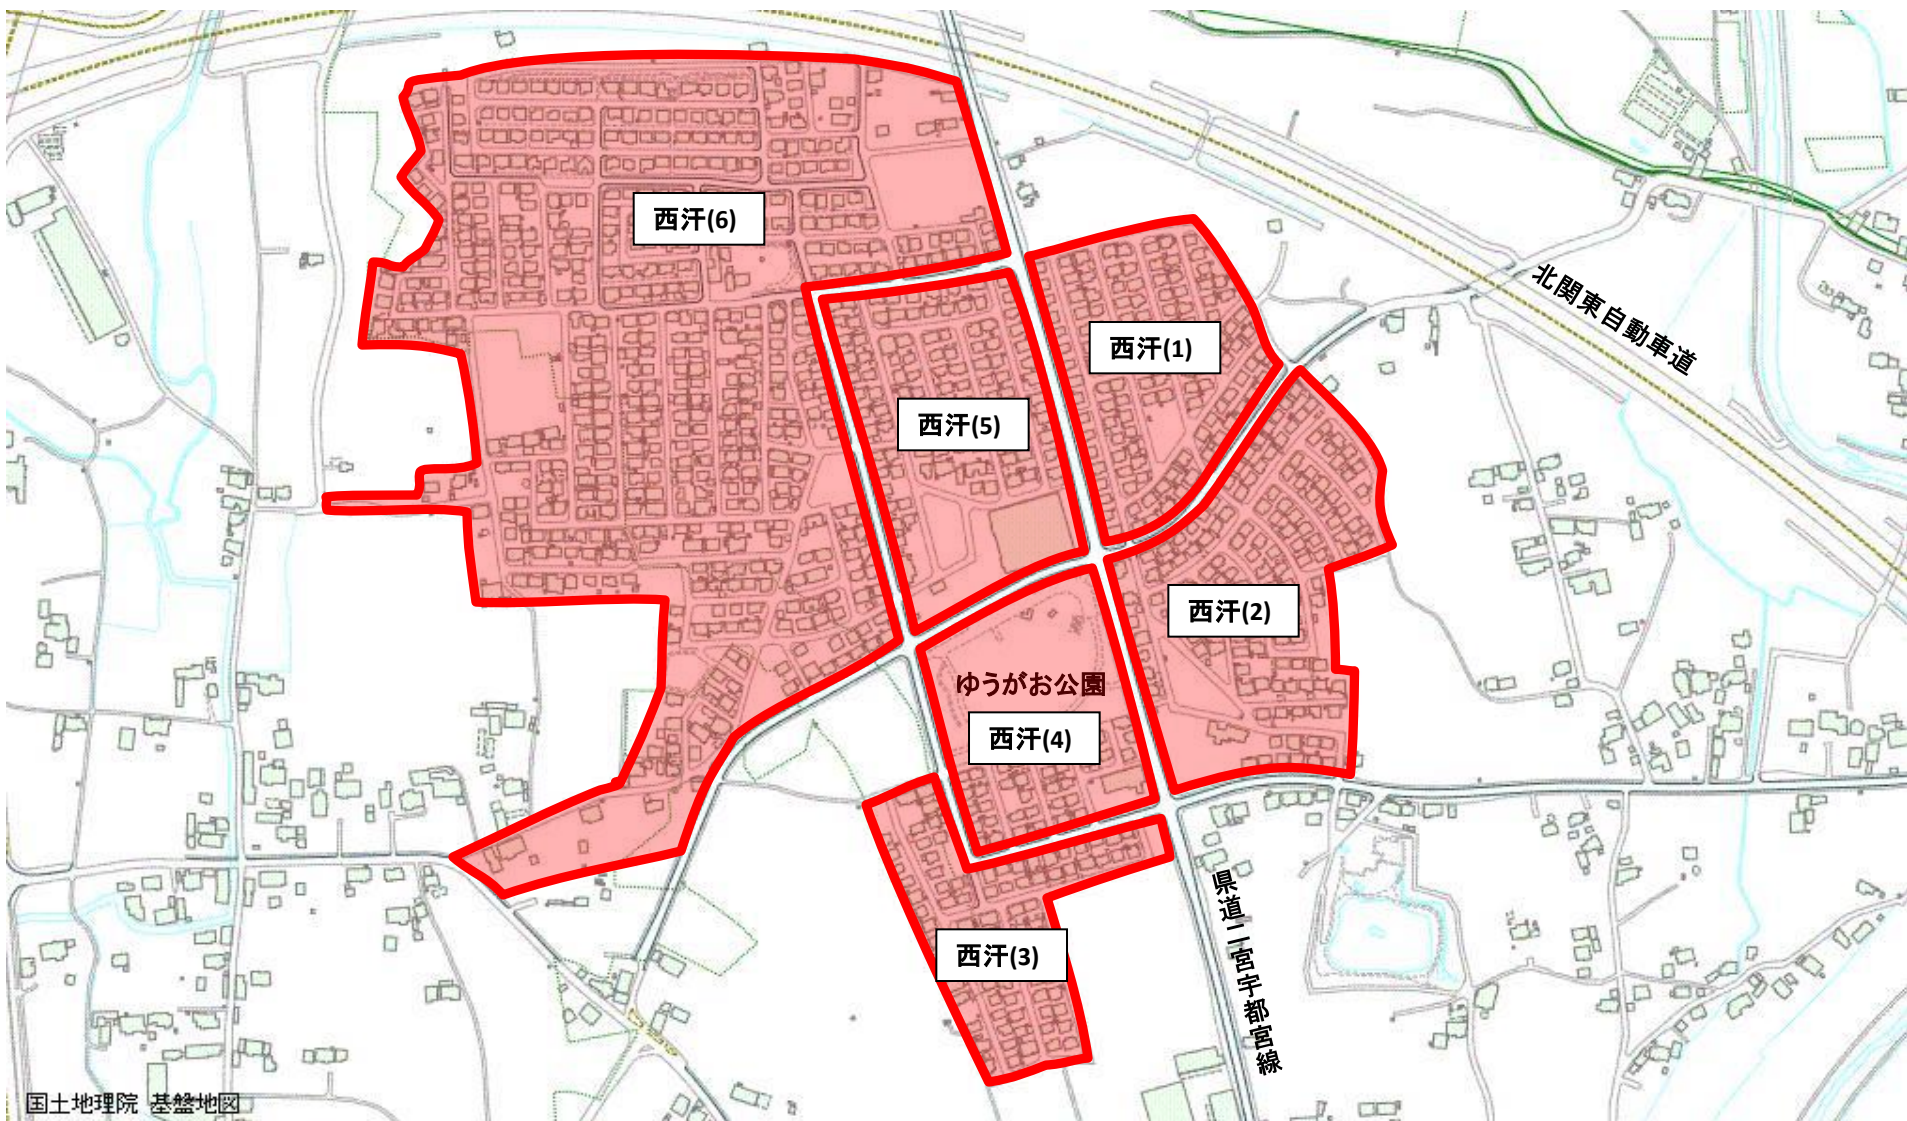 西汗(6)
北関東自動車道
西汗(1)
西汗(5)
西汗(2)
ゆうがお公園
西汗(4)
県道二宮宇都宮線
西汗(3)
国土地理院 基盤地図